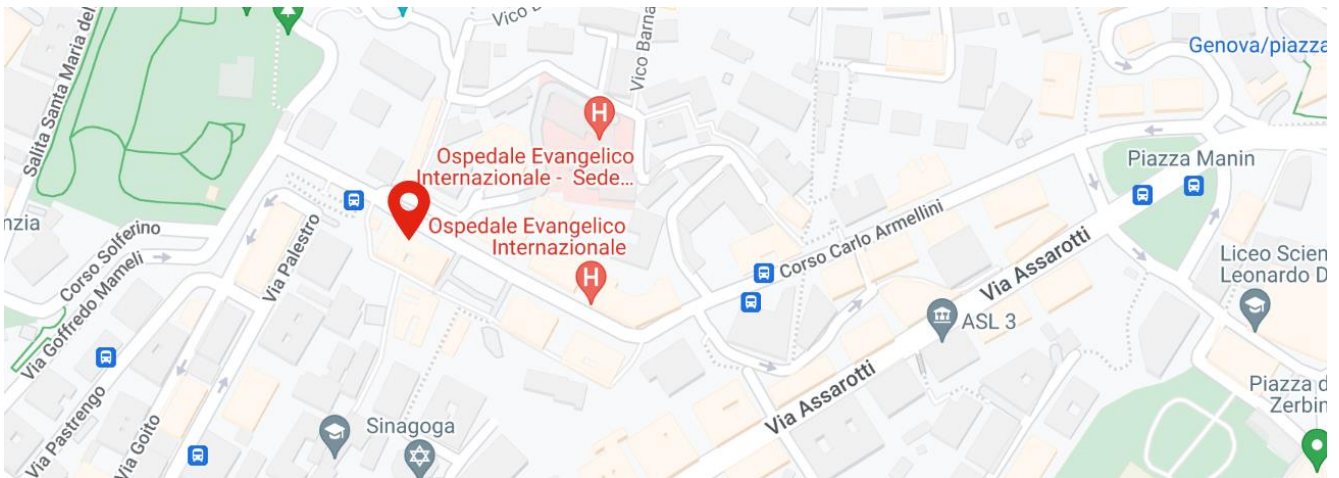 Salita Santa Maria del
Vico
Vico Barna
Genova/piazza
H
Ospedale Evangelico
Internazionale - Sede...
Piazza Manin
nzia
Ospedale Evangelico
Internazionale
H
Corso Solferino
Via Goffredo Mameli
Via Palestro
Corso Carlo Armellini
Via Assarotti
Liceo Scien
Leonardo D
ASL 3
Via Pastrengo
Via Goito
Sinagoga
Via Assarotti
Piazza d
Zerbin